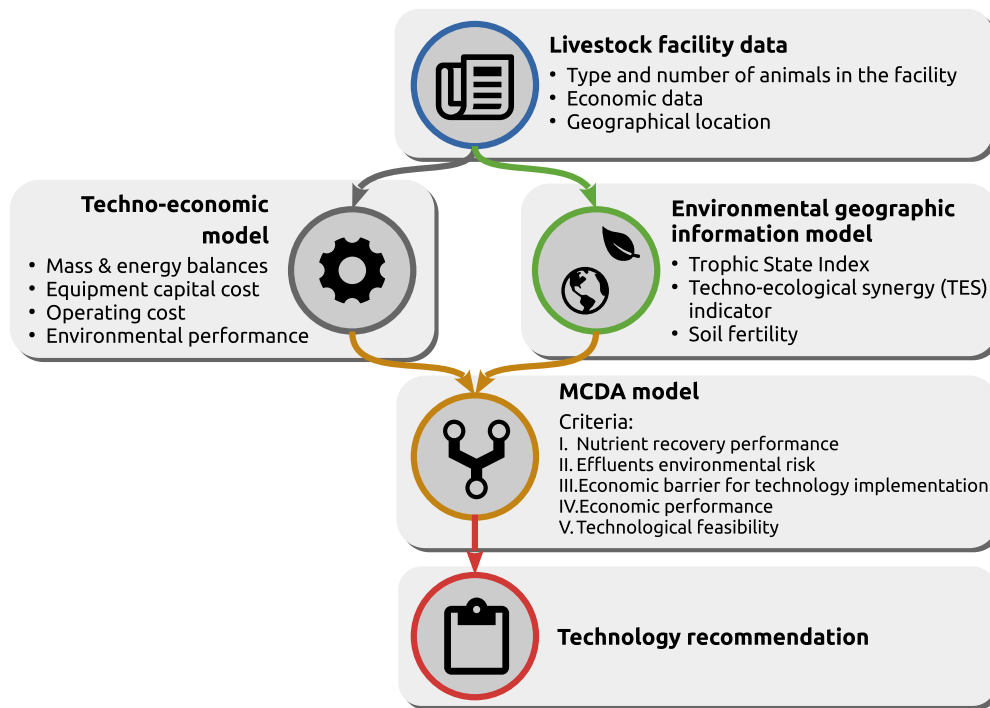 Livestock facility data
• Type and number of animals in the facility
• Economic data
• Geographical location
Techno-economic
model
• Mass & energy balances
• Equipment capital cost
• Operating cost
• Environmental performance
Environmental geographic
information model
• Trophic State Index
• Techno-ecological synergy (TES)
indicator
• Soil fertility
MCDA model
Criteria:
I. Nutrient recovery performance
II. Effluents environmental risk
III.Economic barrier for technology implementation
IV.Economic performance
V. Technological feasibility
Technology recommendation